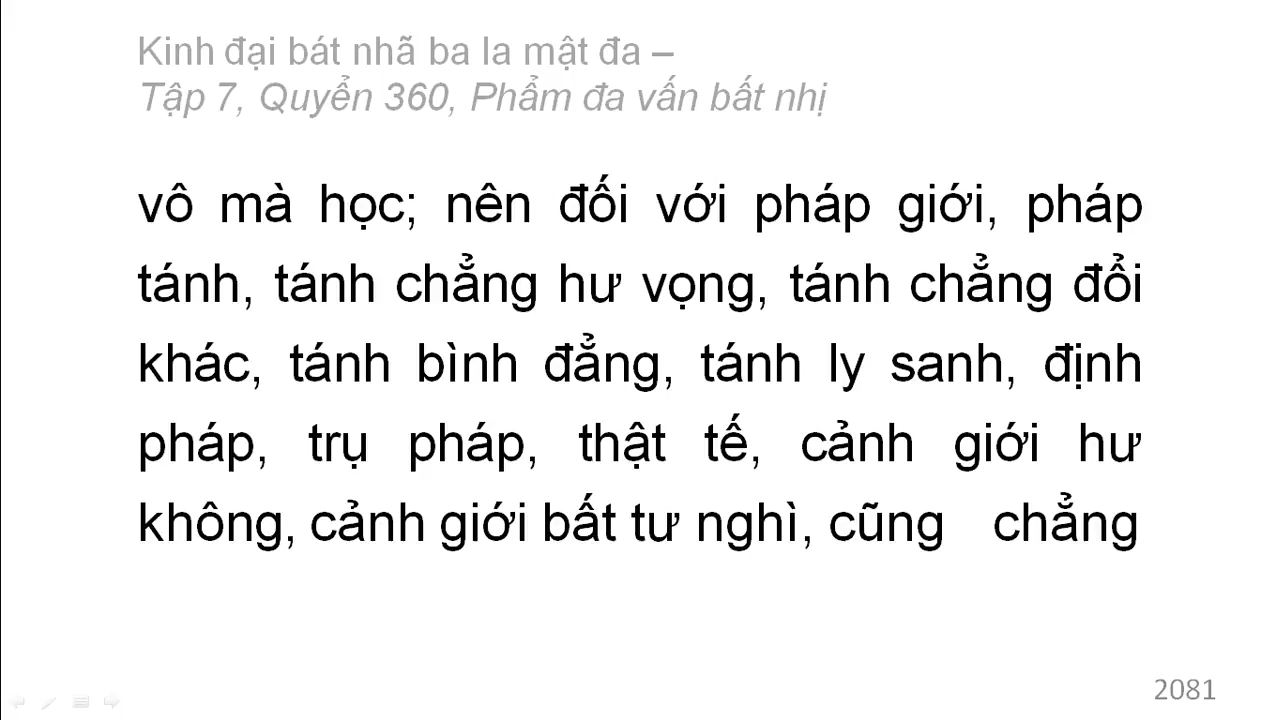 Kinh đại bát nhã ba la mật đa –
Tập 7, Quyển 360, Phẩm đa vấn bất nhị
vô mà học; nên đối với pháp giới, pháp
tánh, tánh chẳng hư vọng, tánh chẳng đổi
khác, tánh bình đẳng, tánh ly sanh, định
pháp, trụ pháp, thật tế, cảnh giới hư
không, cảnh giới bất tư nghì, cũng chẳng
2081